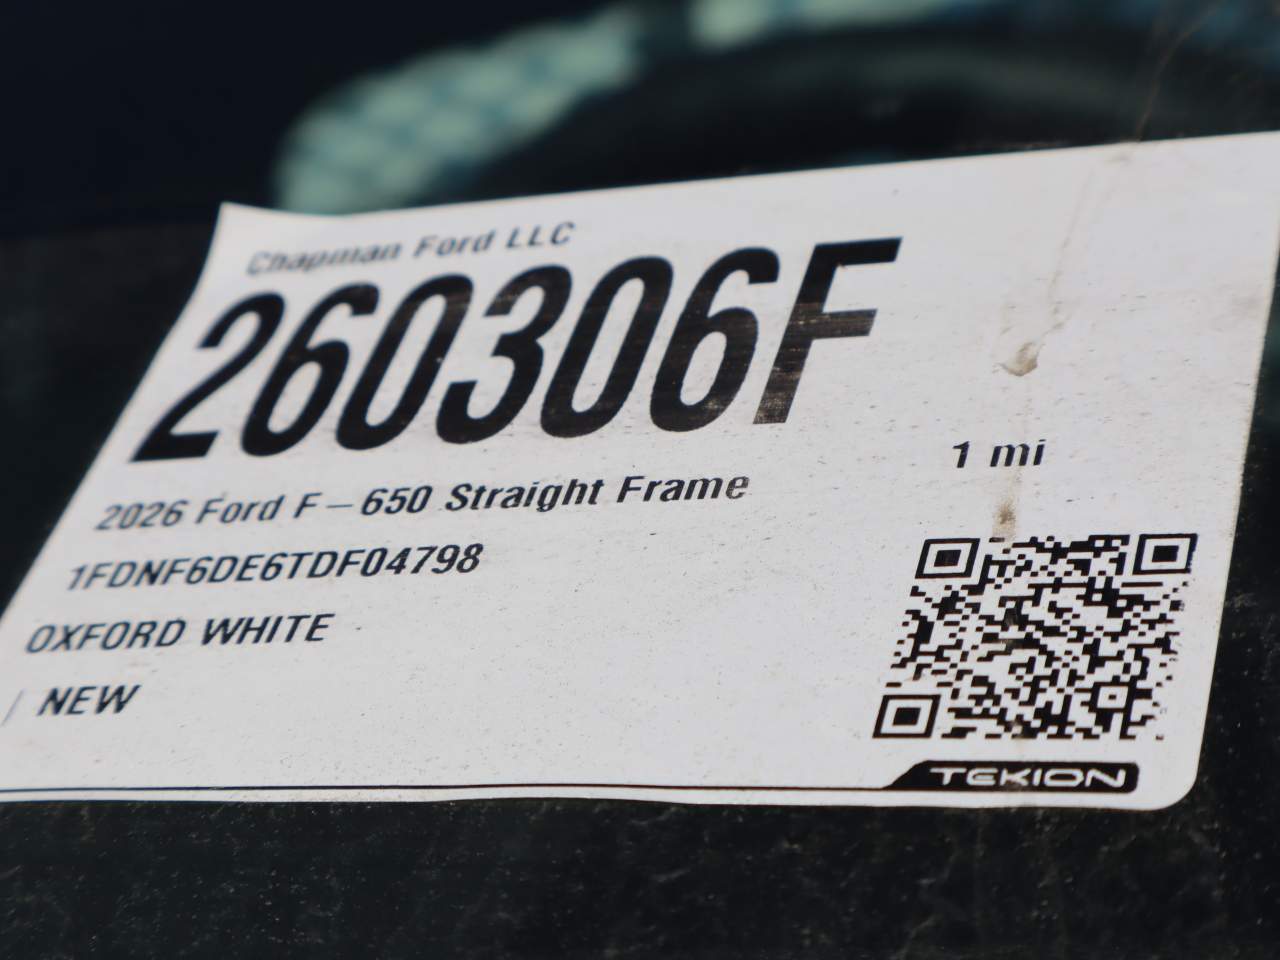 Chapman Ford LLC
260306F
1 mi
2026 Ford F-650 Straight Frame
1FDNF6DE6TDF04798
OXFORD WHITE
/ NEW
TEKION